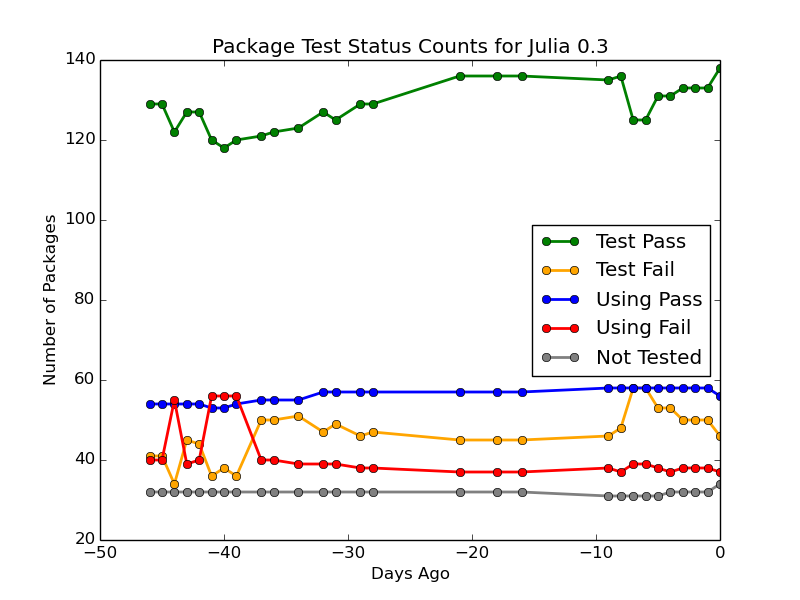 Package Test Status Counts for Julia 0.3
140
120
100
80
60
40
20
Number of Packages
Test Pass
Test Fail
Using Pass
Using Fail
Not Tested
−50 −40 −30 −20 −10 0
Days Ago